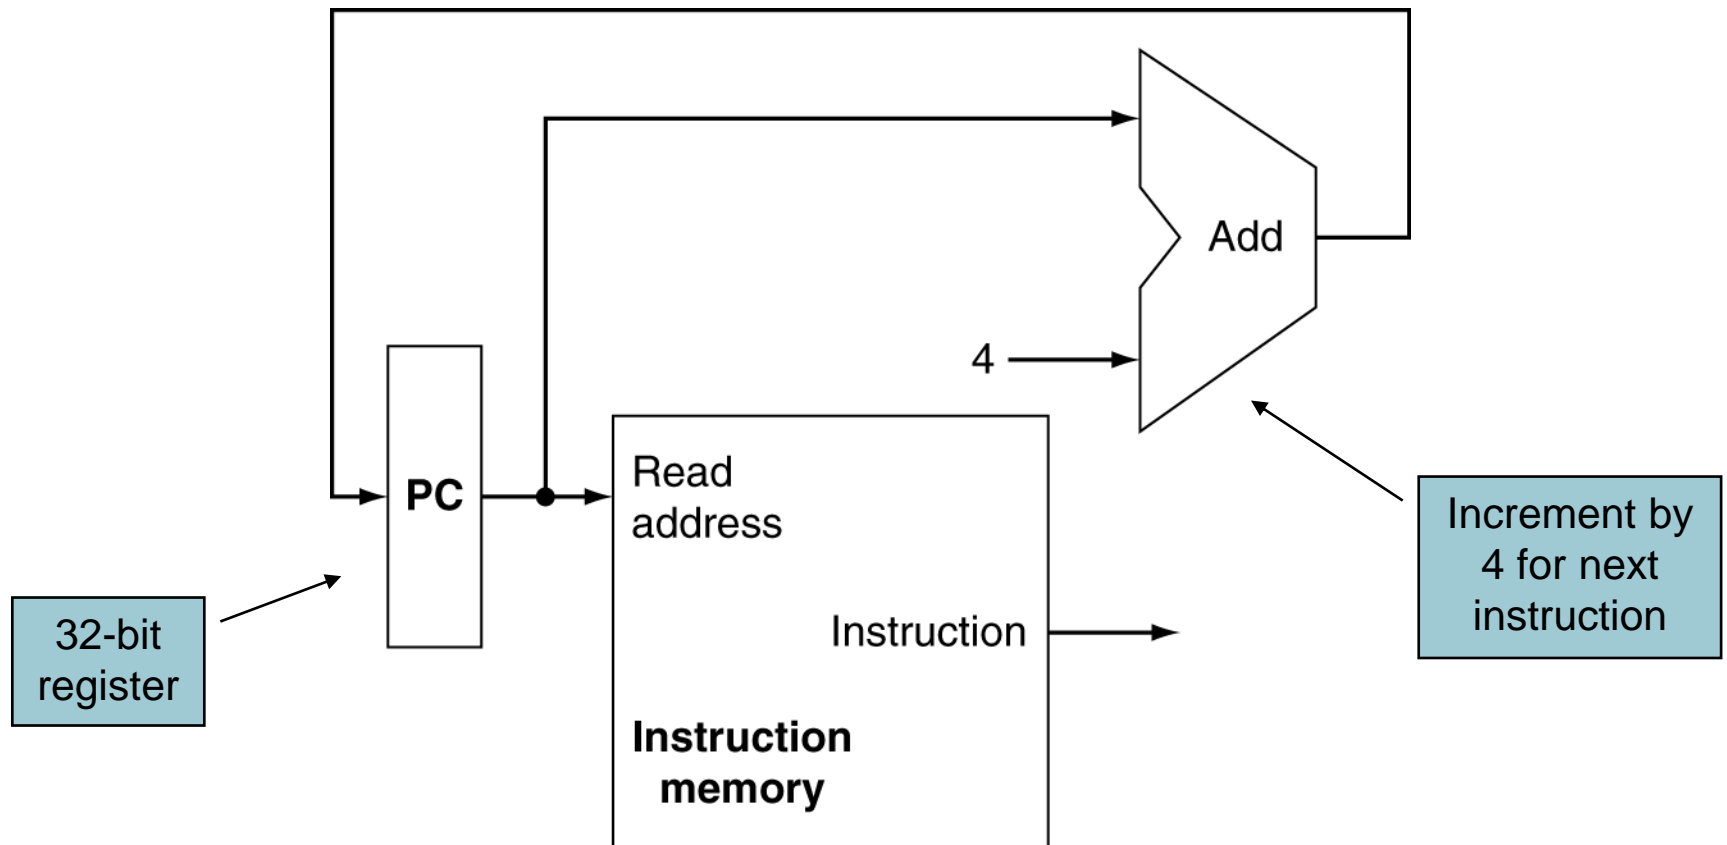 Add
4
PC
Read
address
Increment by
4 for next
instruction
32-bit
register
Instruction
Instruction
memory